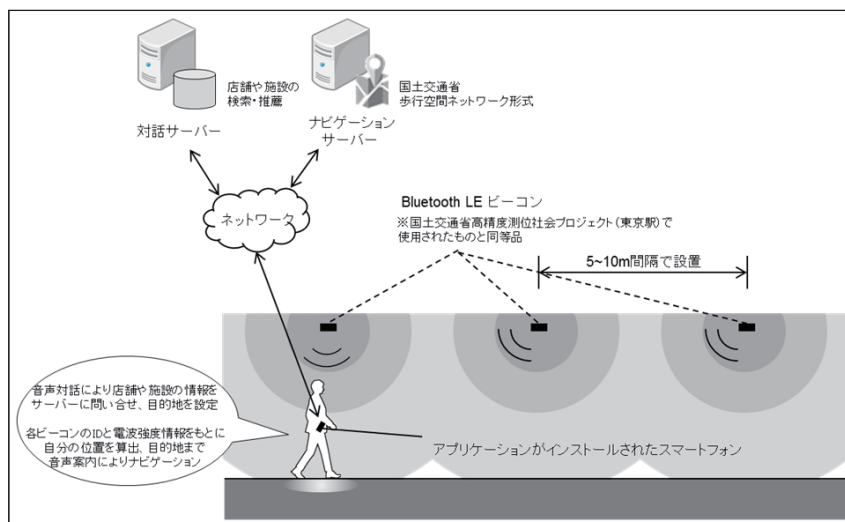 店舗や施設の
検索・推薦
対話サーバー
国土交通省
歩行空間ネットワーク形式
ナビゲーション
サーバー
ネットワーク
Bluetooth LE ビーコン
※国土交通省高精度測位社会プロジェクト(東京駅)で
使用されたものと同等品
5~10m間隔で設置
音声対話により店舗や施設の情報を
サーバーに問い合せ、目的地を設定
各ビーコンのIDと電波強度情報をもとに
自分の位置を算出、目的地まで
音声案内によりナビゲーション
アプリケーションがインストールされたスマートフォン